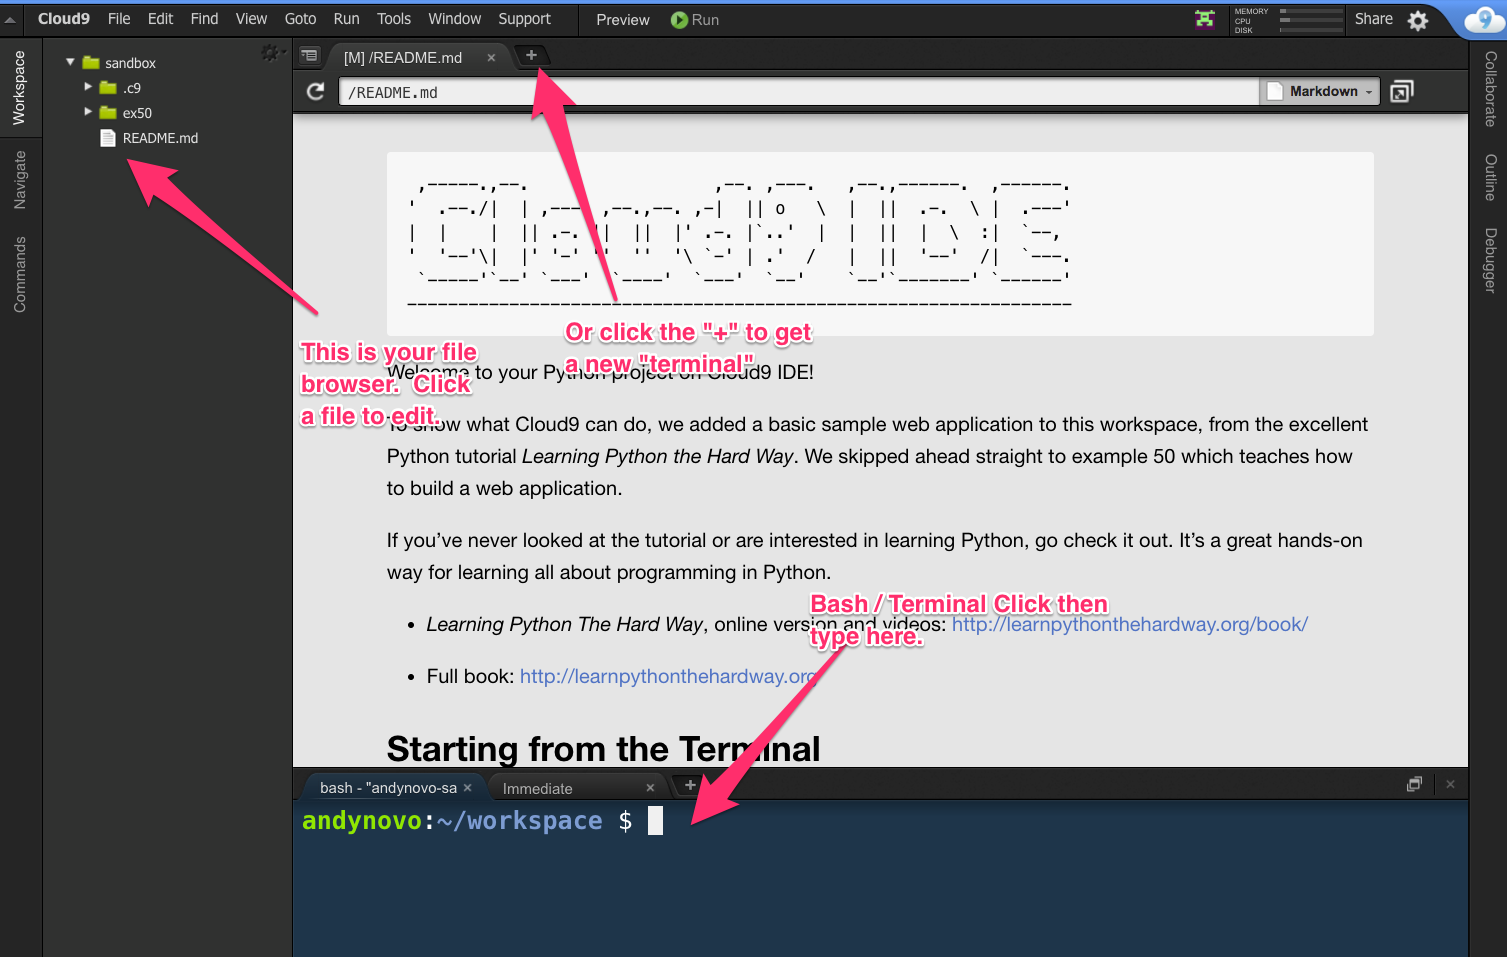 Cloud9 File Edit Find View Goto Run Tools Window Support Preview Run MEMORY CPU DISK Share
Workspace
Navigate
Commands
sandbox
.c9
ex50
README.md
[M] /README.md
/README.md Markdown
Collaborate
Outline
Debugger
This is your file
browser. Click
a file to edit.
Or click the "+" to get
a new "terminal"
Welcome to your Python project on Cloud9 IDE!
To show what Cloud9 can do, we added a basic sample web application to this workspace, from the excellent
Python tutorial Learning Python the Hard Way. We skipped ahead straight to example 50 which teaches how
to build a web application.
If you’ve never looked at the tutorial or are interested in learning Python, go check it out. It’s a great hands-on
way for learning all about programming in Python.
Bash / Terminal Click then
type here.
• Learning Python The Hard Way, online version and videos: http://learnpythonthehardway.org/book/
• Full book: http://learnpythonthehardway.org
Starting from the Terminal
bash - "andynovo-sa Immediate
andynovo:~/workspace $